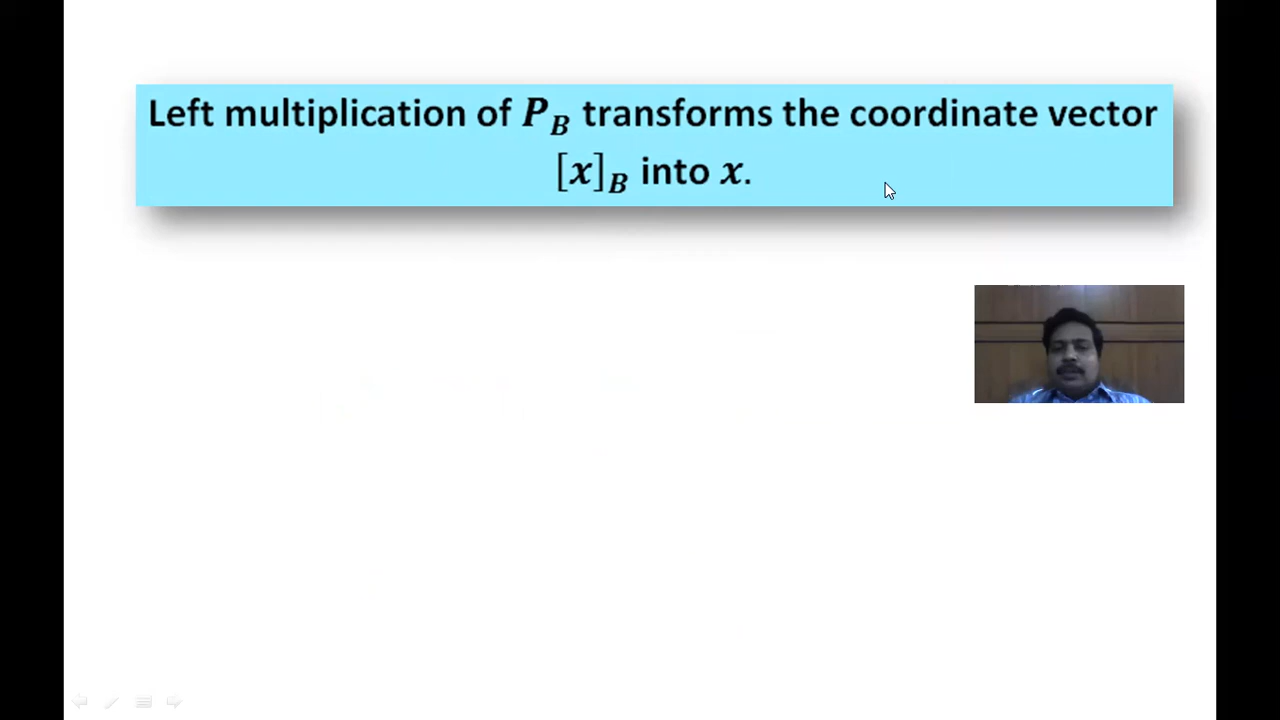 Left multiplication of P_B transforms the coordinate vector
[x]_B into x.